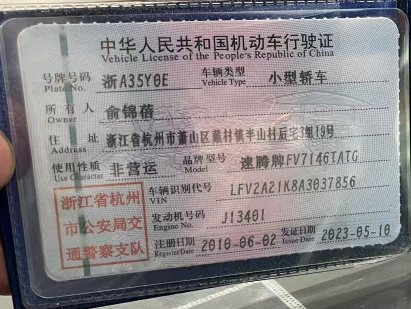 中华人民共和国机动车行驶证
Vehicle License of the People's Republic of China
号牌号码 浙A35Y0E 车辆类型 小型轿车
Plate No. Vehicle Type
所有人 俞锦蓓
Owner
住址 浙江省杭州市萧山区戴村镇半山村后宅3组19号
Address
使用性质 非营运 品牌型号 速腾牌FV7146TATG
Use Character Model
浙江省杭州
市公安局交
通警察支队
车辆识别代号 LFV2A21K8A3037856
VIN
发动机号码 J13401
Engine No.
注册日期 2010-06-02 发证日期 2023-05-10
Register Date Issue Date